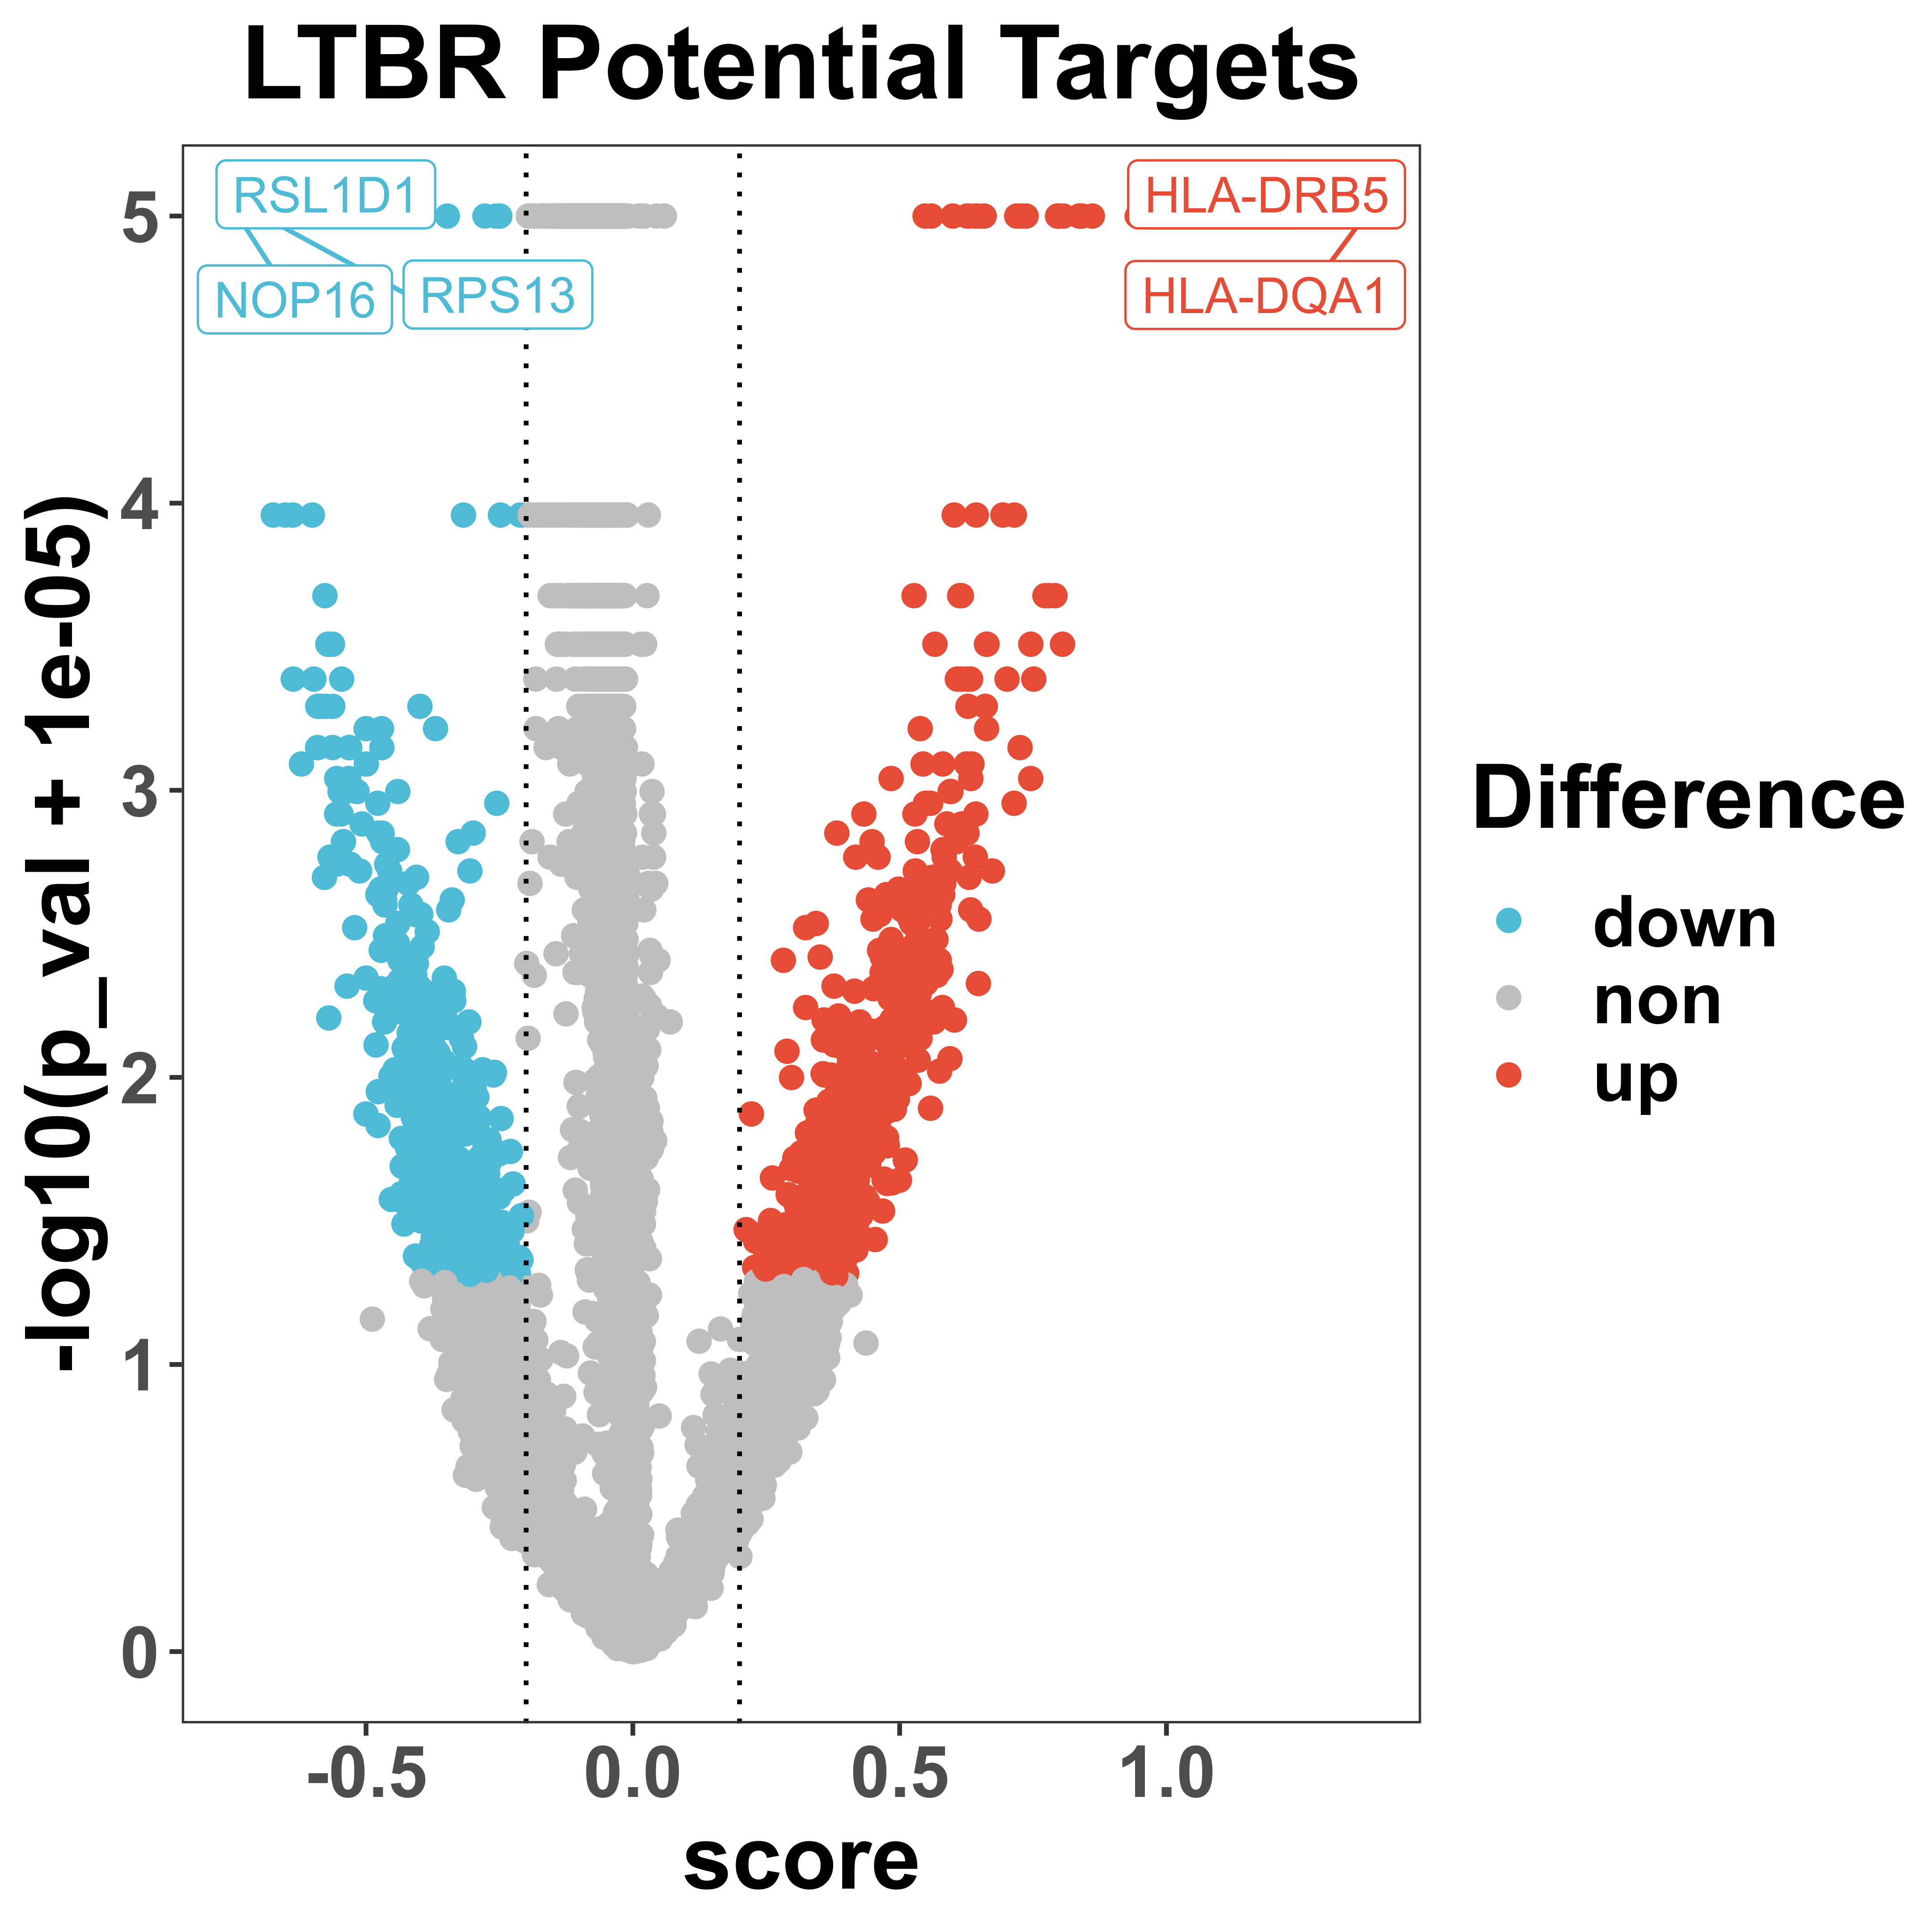 LTBR Potential Targets
-log10(p_val + 1e-05)
5
4
3
2
1
0
RSL1D1
NOP16
RPS13
HLA-DRB5
HLA-DQA1
-0.5
0.0
0.5
1.0
score
Difference
down
non
up